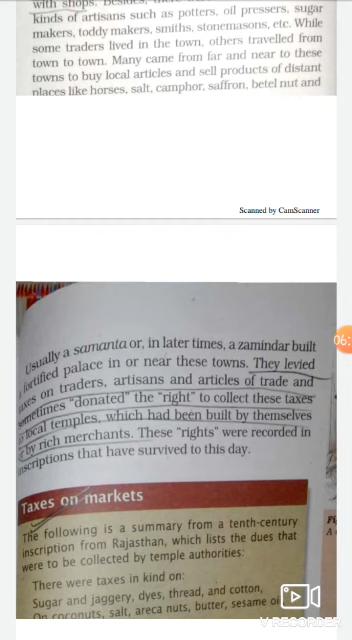 with shops. Besides,
kinds of artisans such as potters, oil pressers, sugar
makers, toddy makers, smiths, stonemasons, etc. While
some traders lived in the town, others travelled from
town to town. Many came from far and near to these
towns to buy local articles and sell products of distant
places like horses, salt, camphor, saffron, betel nut and
Scanned by CamScanner
Usually a samanta or, in later times, a zamindar built
fortified palace in or near these towns. They levied
taxes on traders, artisans and articles of trade and
sometimes "donated" the "right" to collect these taxes
local temples, which had been built by themselves
by rich merchants. These "rights" were recorded in
inscriptions that have survived to this day.
06:
Taxes on markets
The following is a summary from a tenth-century
inscription from Rajasthan, which lists the dues that
were to be collected by temple authorities:
There were taxes in kind on:
Sugar and jaggery, dyes, thread, and cotton,
On coconuts, salt, areca nuts, butter, sesame oil
Fi
A
V RECORDER